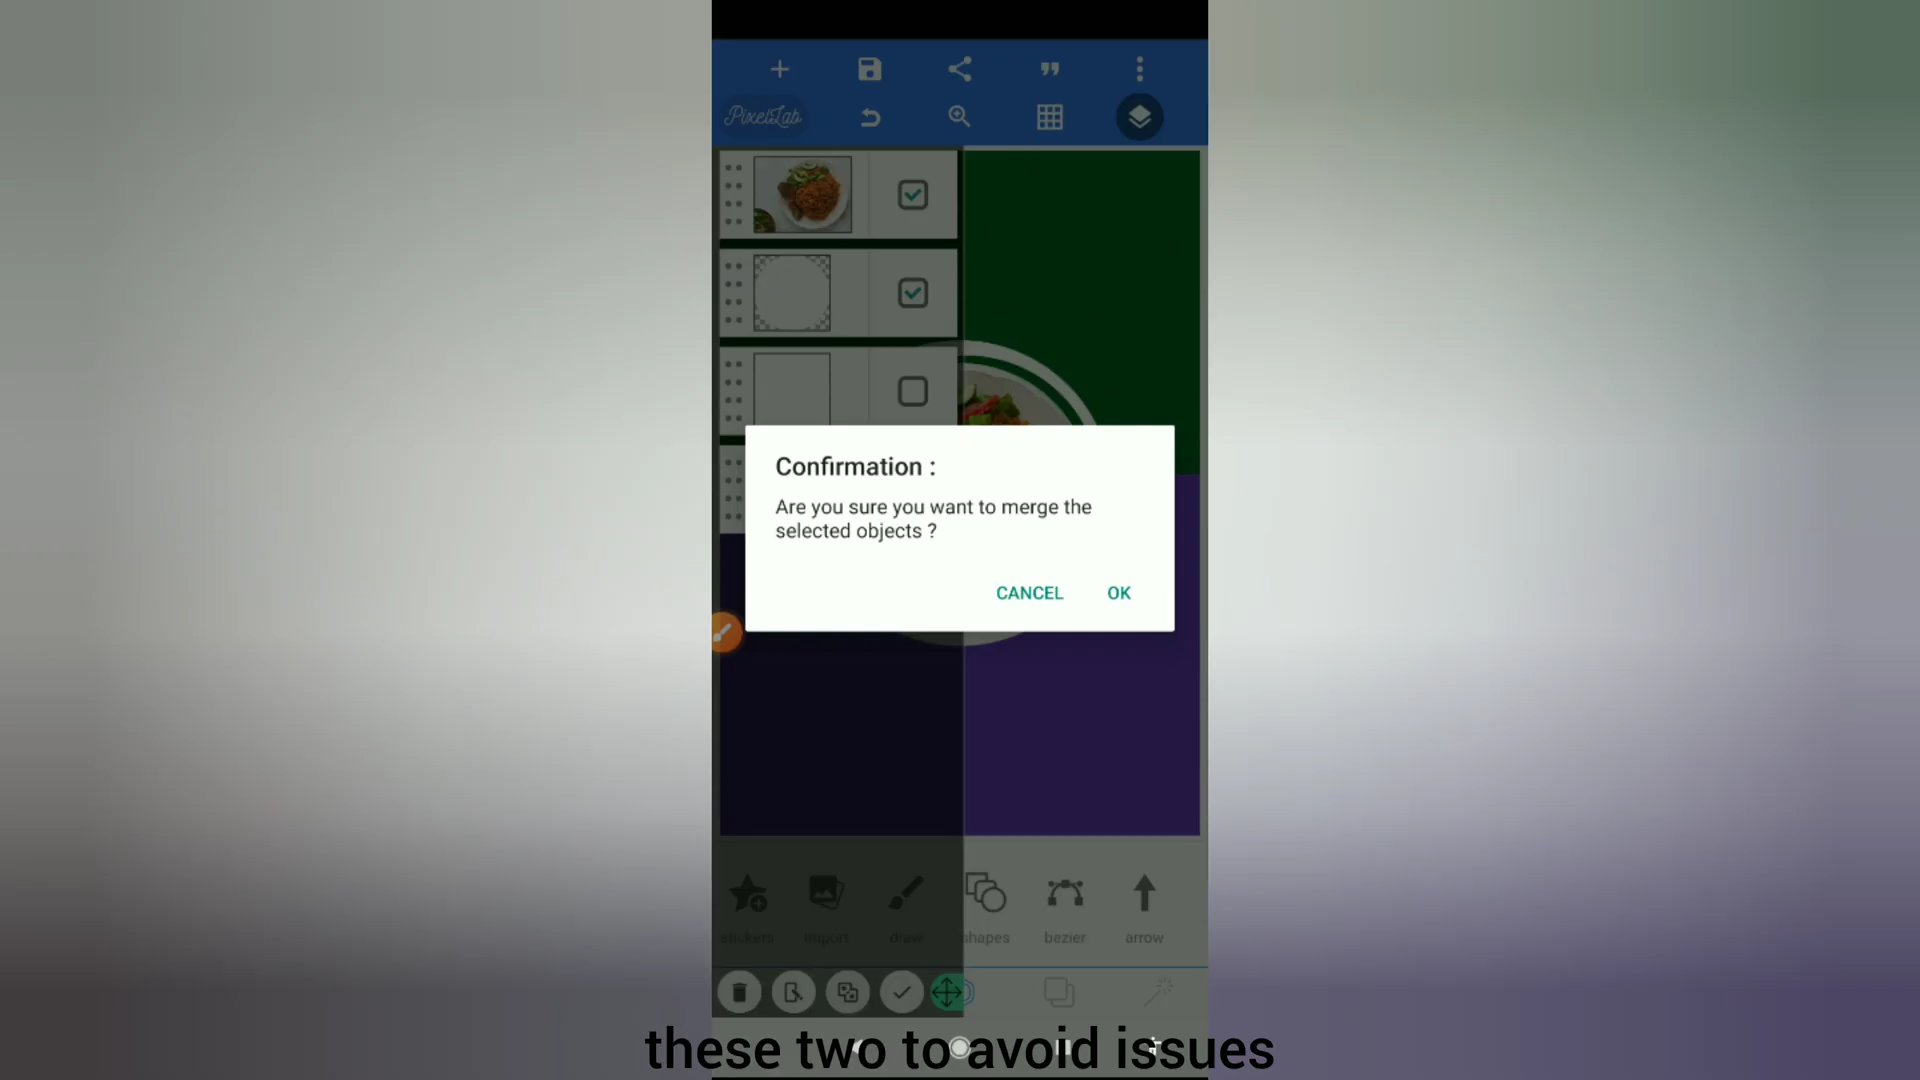 PixelLab
Confirmation :
Are you sure you want to merge the
selected objects ?
CANCEL OK
stickers import draw shapes bezier arrow
these two to avoid issues